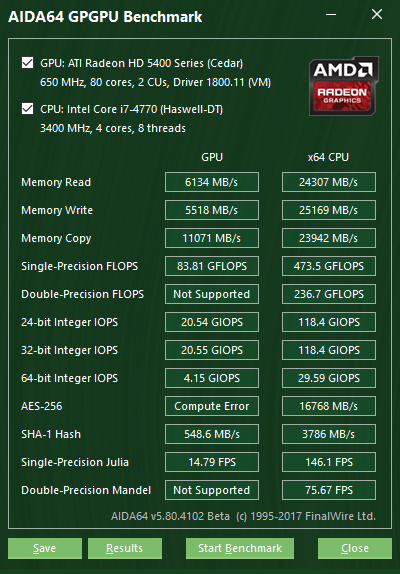 AIDA64 GPGPU Benchmark
GPU: ATI Radeon HD 5400 Series (Cedar)
650 MHz, 80 cores, 2 CUs, Driver 1800.11 (VM)
CPU: Intel Core i7-4770 (Haswell-DT)
3400 MHz, 4 cores, 8 threads
AMD
RADEON
GRAPHICS
GPU x64 CPU
Memory Read 6134 MB/s 24307 MB/s
Memory Write 5518 MB/s 25169 MB/s
Memory Copy 11071 MB/s 23942 MB/s
Single-Precision FLOPS 83.81 GFLOPS 473.5 GFLOPS
Double-Precision FLOPS Not Supported 236.7 GFLOPS
24-bit Integer IOPS 20.54 GIOPS 118.4 GIOPS
32-bit Integer IOPS 20.55 GIOPS 118.4 GIOPS
64-bit Integer IOPS 4.15 GIOPS 29.59 GIOPS
AES-256 Compute Error 16768 MB/s
SHA-1 Hash 548.6 MB/s 3786 MB/s
Single-Precision Julia 14.79 FPS 146.1 FPS
Double-Precision Mandel Not Supported 75.67 FPS
AIDA64 v5.80.4102 Beta (c) 1995-2017 FinalWire Ltd.
Save Results Start Benchmark Close